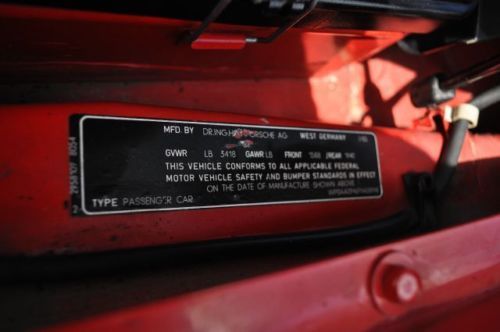 MFD. BY DR.ING.H.C.F. PORSCHE AG WEST GERMANY
GVWR LB 3418 GAWR LB FRONT 1568 /REAR
THIS VEHICLE CONFORMS TO ALL APPLICABLE FEDERAL
MOTOR VEHICLE SAFETY AND BUMPER STANDARDS IN EFFECT
ON THE DATE OF MANUFACTURE SHOWN ABOVE
TYPE PASSENGER CAR